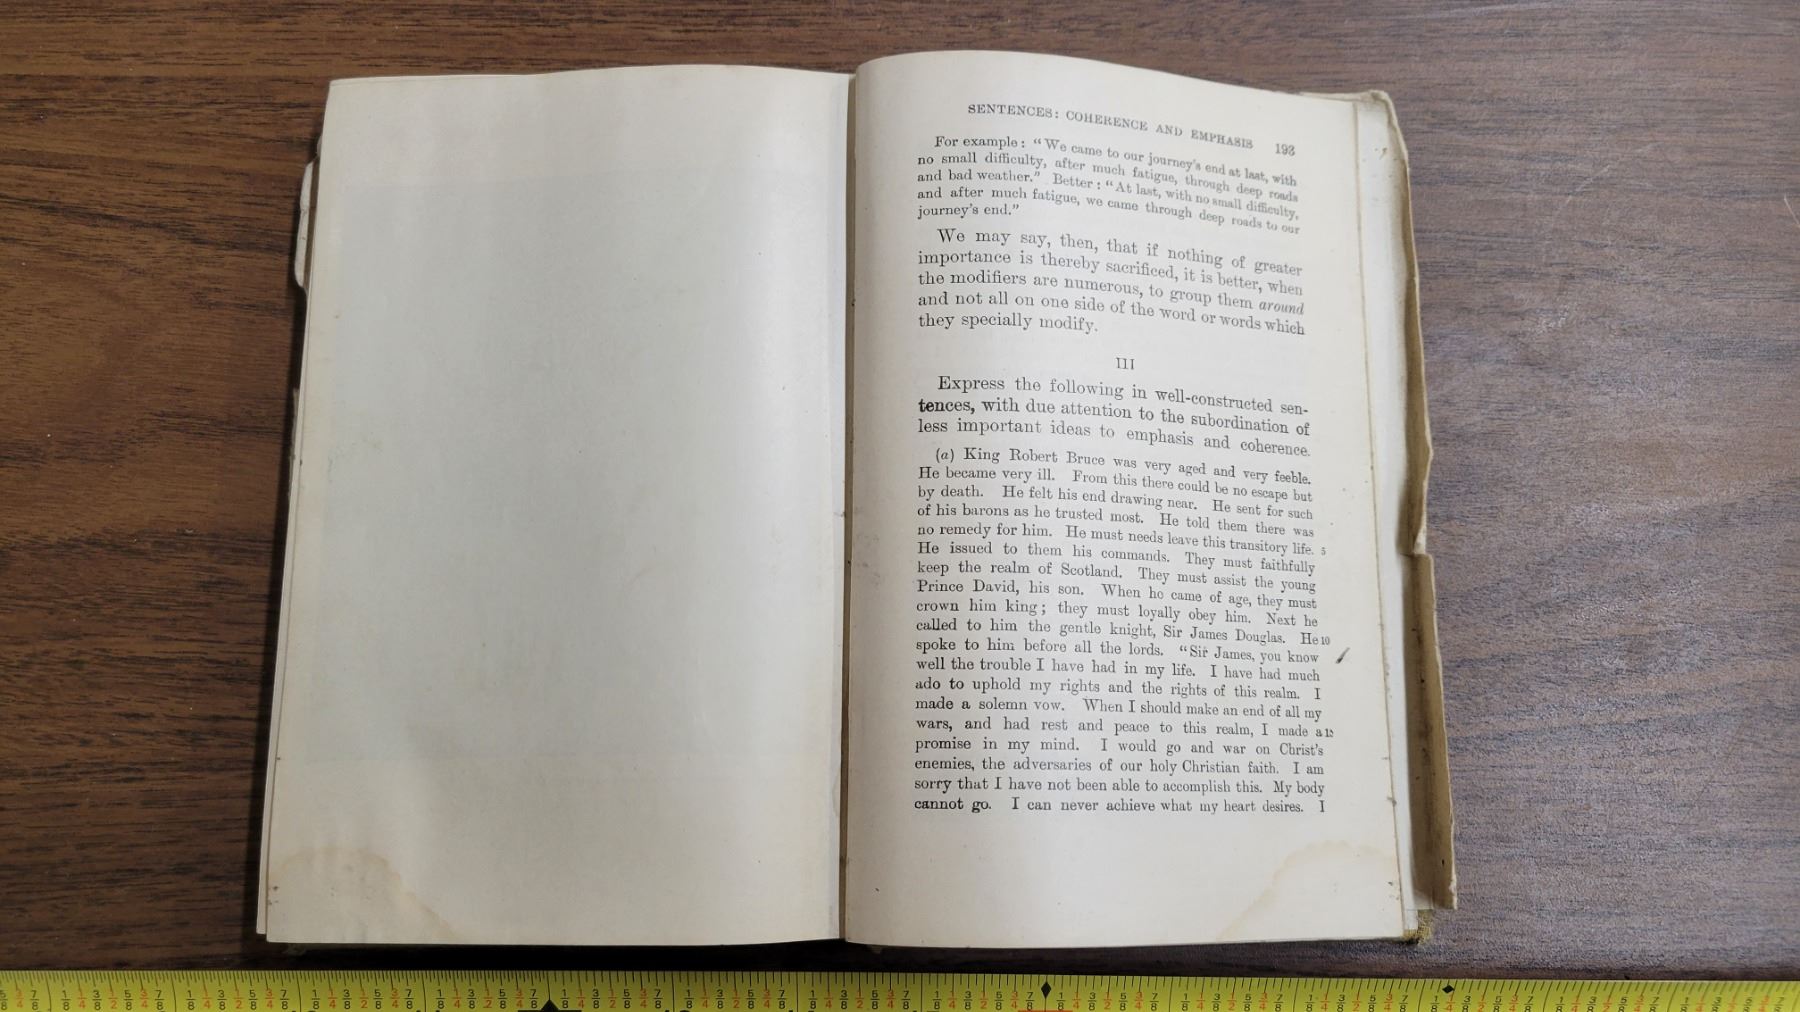 SENTENCES: COHERENCE AND EMPHASIS 193
For example: "We came to our journey's end at last, with
no small difficulty, after much fatigue, through deep roads
and bad weather." Better: "At last, with no small difficulty,
and after much fatigue, we came through deep roads to our
journey's end."
We may say, then, that if nothing of greater
importance is thereby sacrificed, it is better, when
the modifiers are numerous, to group them around
and not all on one side of the word or words which
they specially modify.
III
Express the following in well-constructed sen-
tences, with due attention to the subordination of
less important ideas to emphasis and coherence.
(a) King Robert Bruce was very aged and very feeble.
He became very ill. From this there could be no escape but
by death. He felt his end drawing near. He sent for such
of his barons as he trusted most. He told them there was
no remedy for him. He must needs leave this transitory life. 5
He issued to them his commands. They must faithfully
keep the realm of Scotland. They must assist the young
Prince David, his son. When he came of age, they must
crown him king; they must loyally obey him. Next he
called to him the gentle knight, Sir James Douglas. He 10
spoke to him before all the lords. "Sir James, you know
well the trouble I have had in my life. I have had much
ado to uphold my rights and the rights of this realm. I
made a solemn vow. When I should make an end of all my
wars, and had rest and peace to this realm, I made a 15
promise in my mind. I would go and war on Christ's
enemies, the adversaries of our holy Christian faith. I am
sorry that I have not been able to accomplish this. My body
cannot go. I can never achieve what my heart desires. I